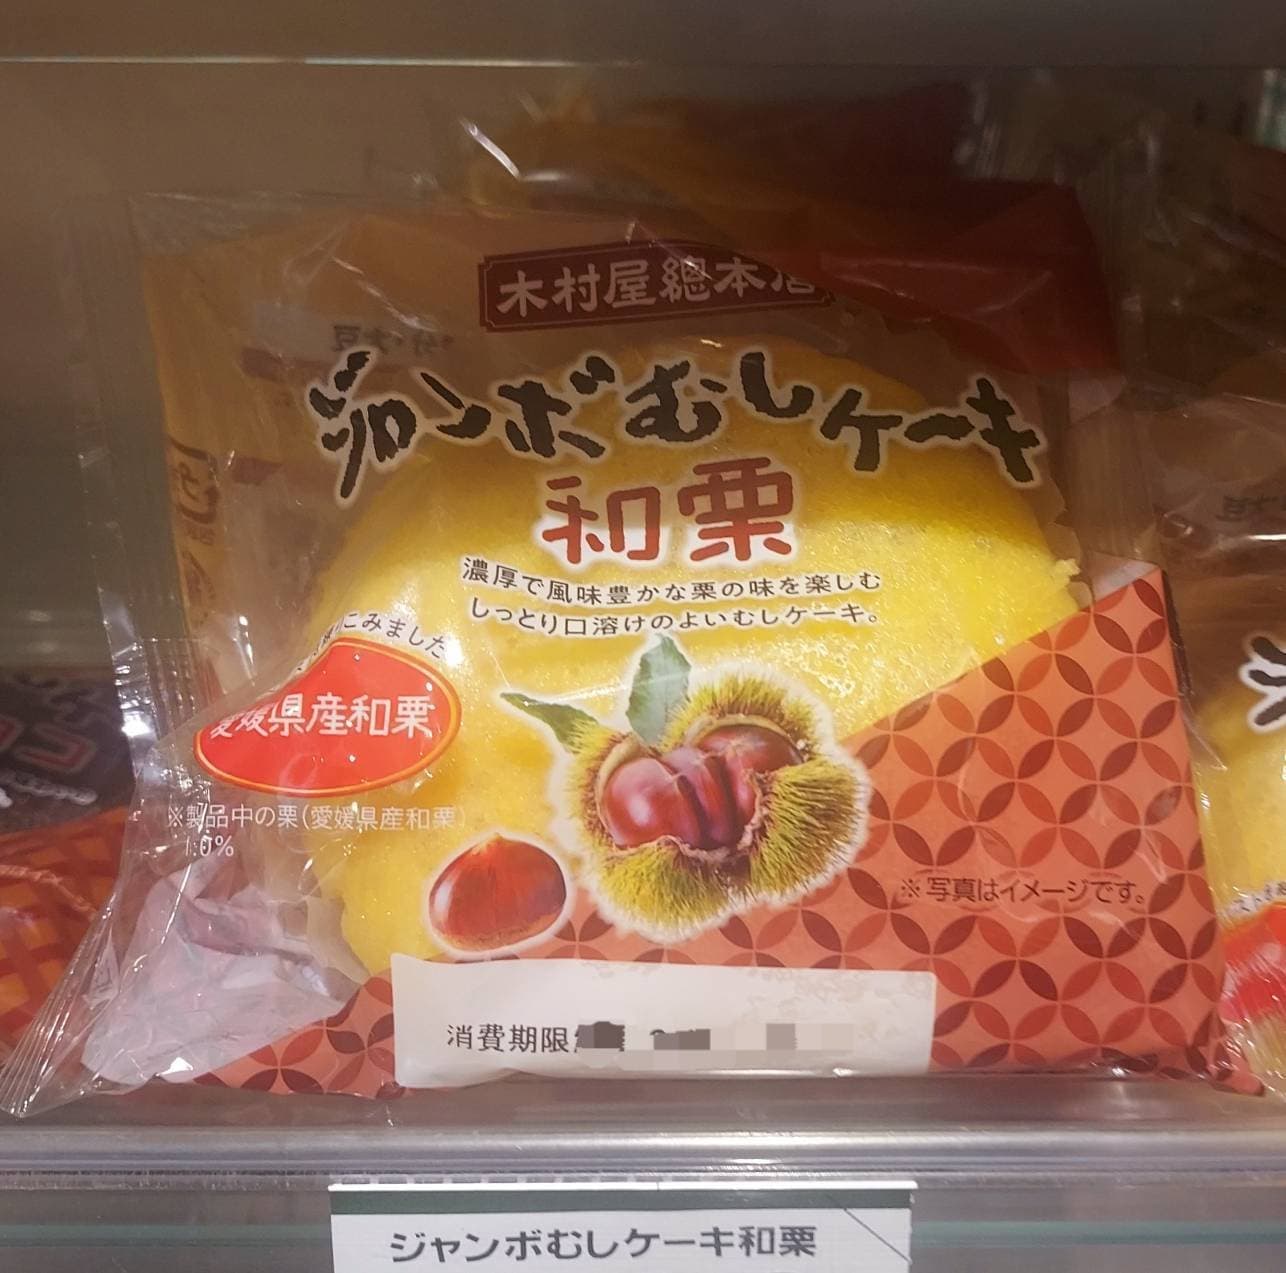 木村屋總本店
ジャンボむしケーキ
和栗
濃厚で風味豊かな栗の味を楽しむ
しっとり口溶けのよいむしケーキ。
こみました
愛媛県産和栗
※製品中の栗(愛媛県産和栗)
1.0%
※写真はイメージです。
消費期限
ジャンボむしケーキ和栗